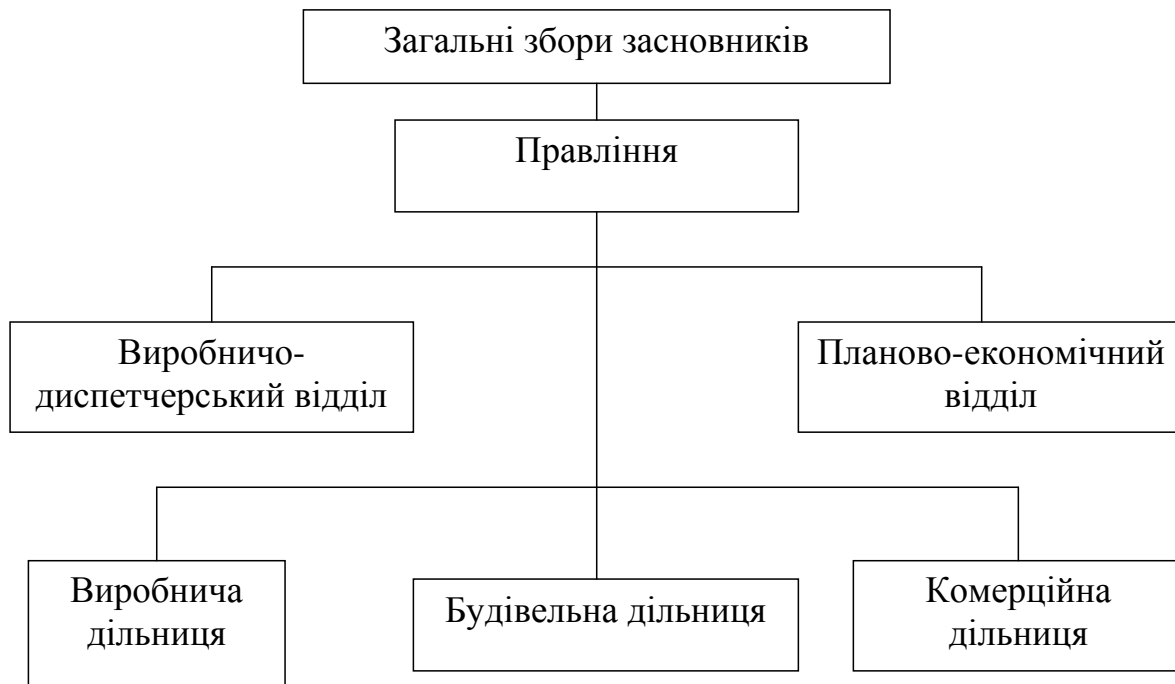 Загальні збори засновників
Правління
Виробничо-
диспетчерський відділ
Планово-економічний
відділ
Виробнича
дільниця
Будівельна дільниця
Комерційна
дільниця